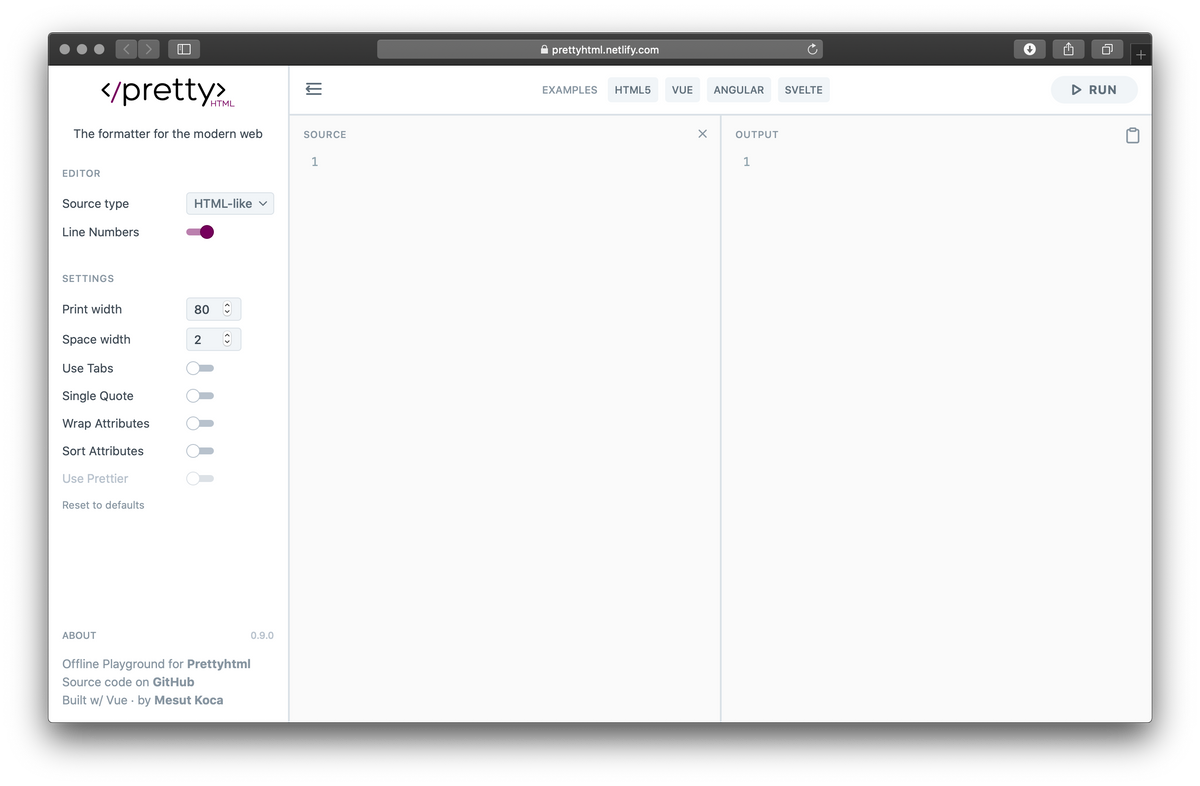 prettyhtml.netlify.com
</pretty>
HTML
The formatter for the modern web
EDITOR
Source type HTML-like
Line Numbers
SETTINGS
Print width 80
Space width 2
Use Tabs
Single Quote
Wrap Attributes
Sort Attributes
Use Prettier
Reset to defaults
ABOUT 0.9.0
Offline Playground for Prettyhtml
Source code on GitHub
Built w/ Vue · by Mesut Koca
EXAMPLES HTML5 VUE ANGULAR SVELTE
RUN
SOURCE
1
OUTPUT
1